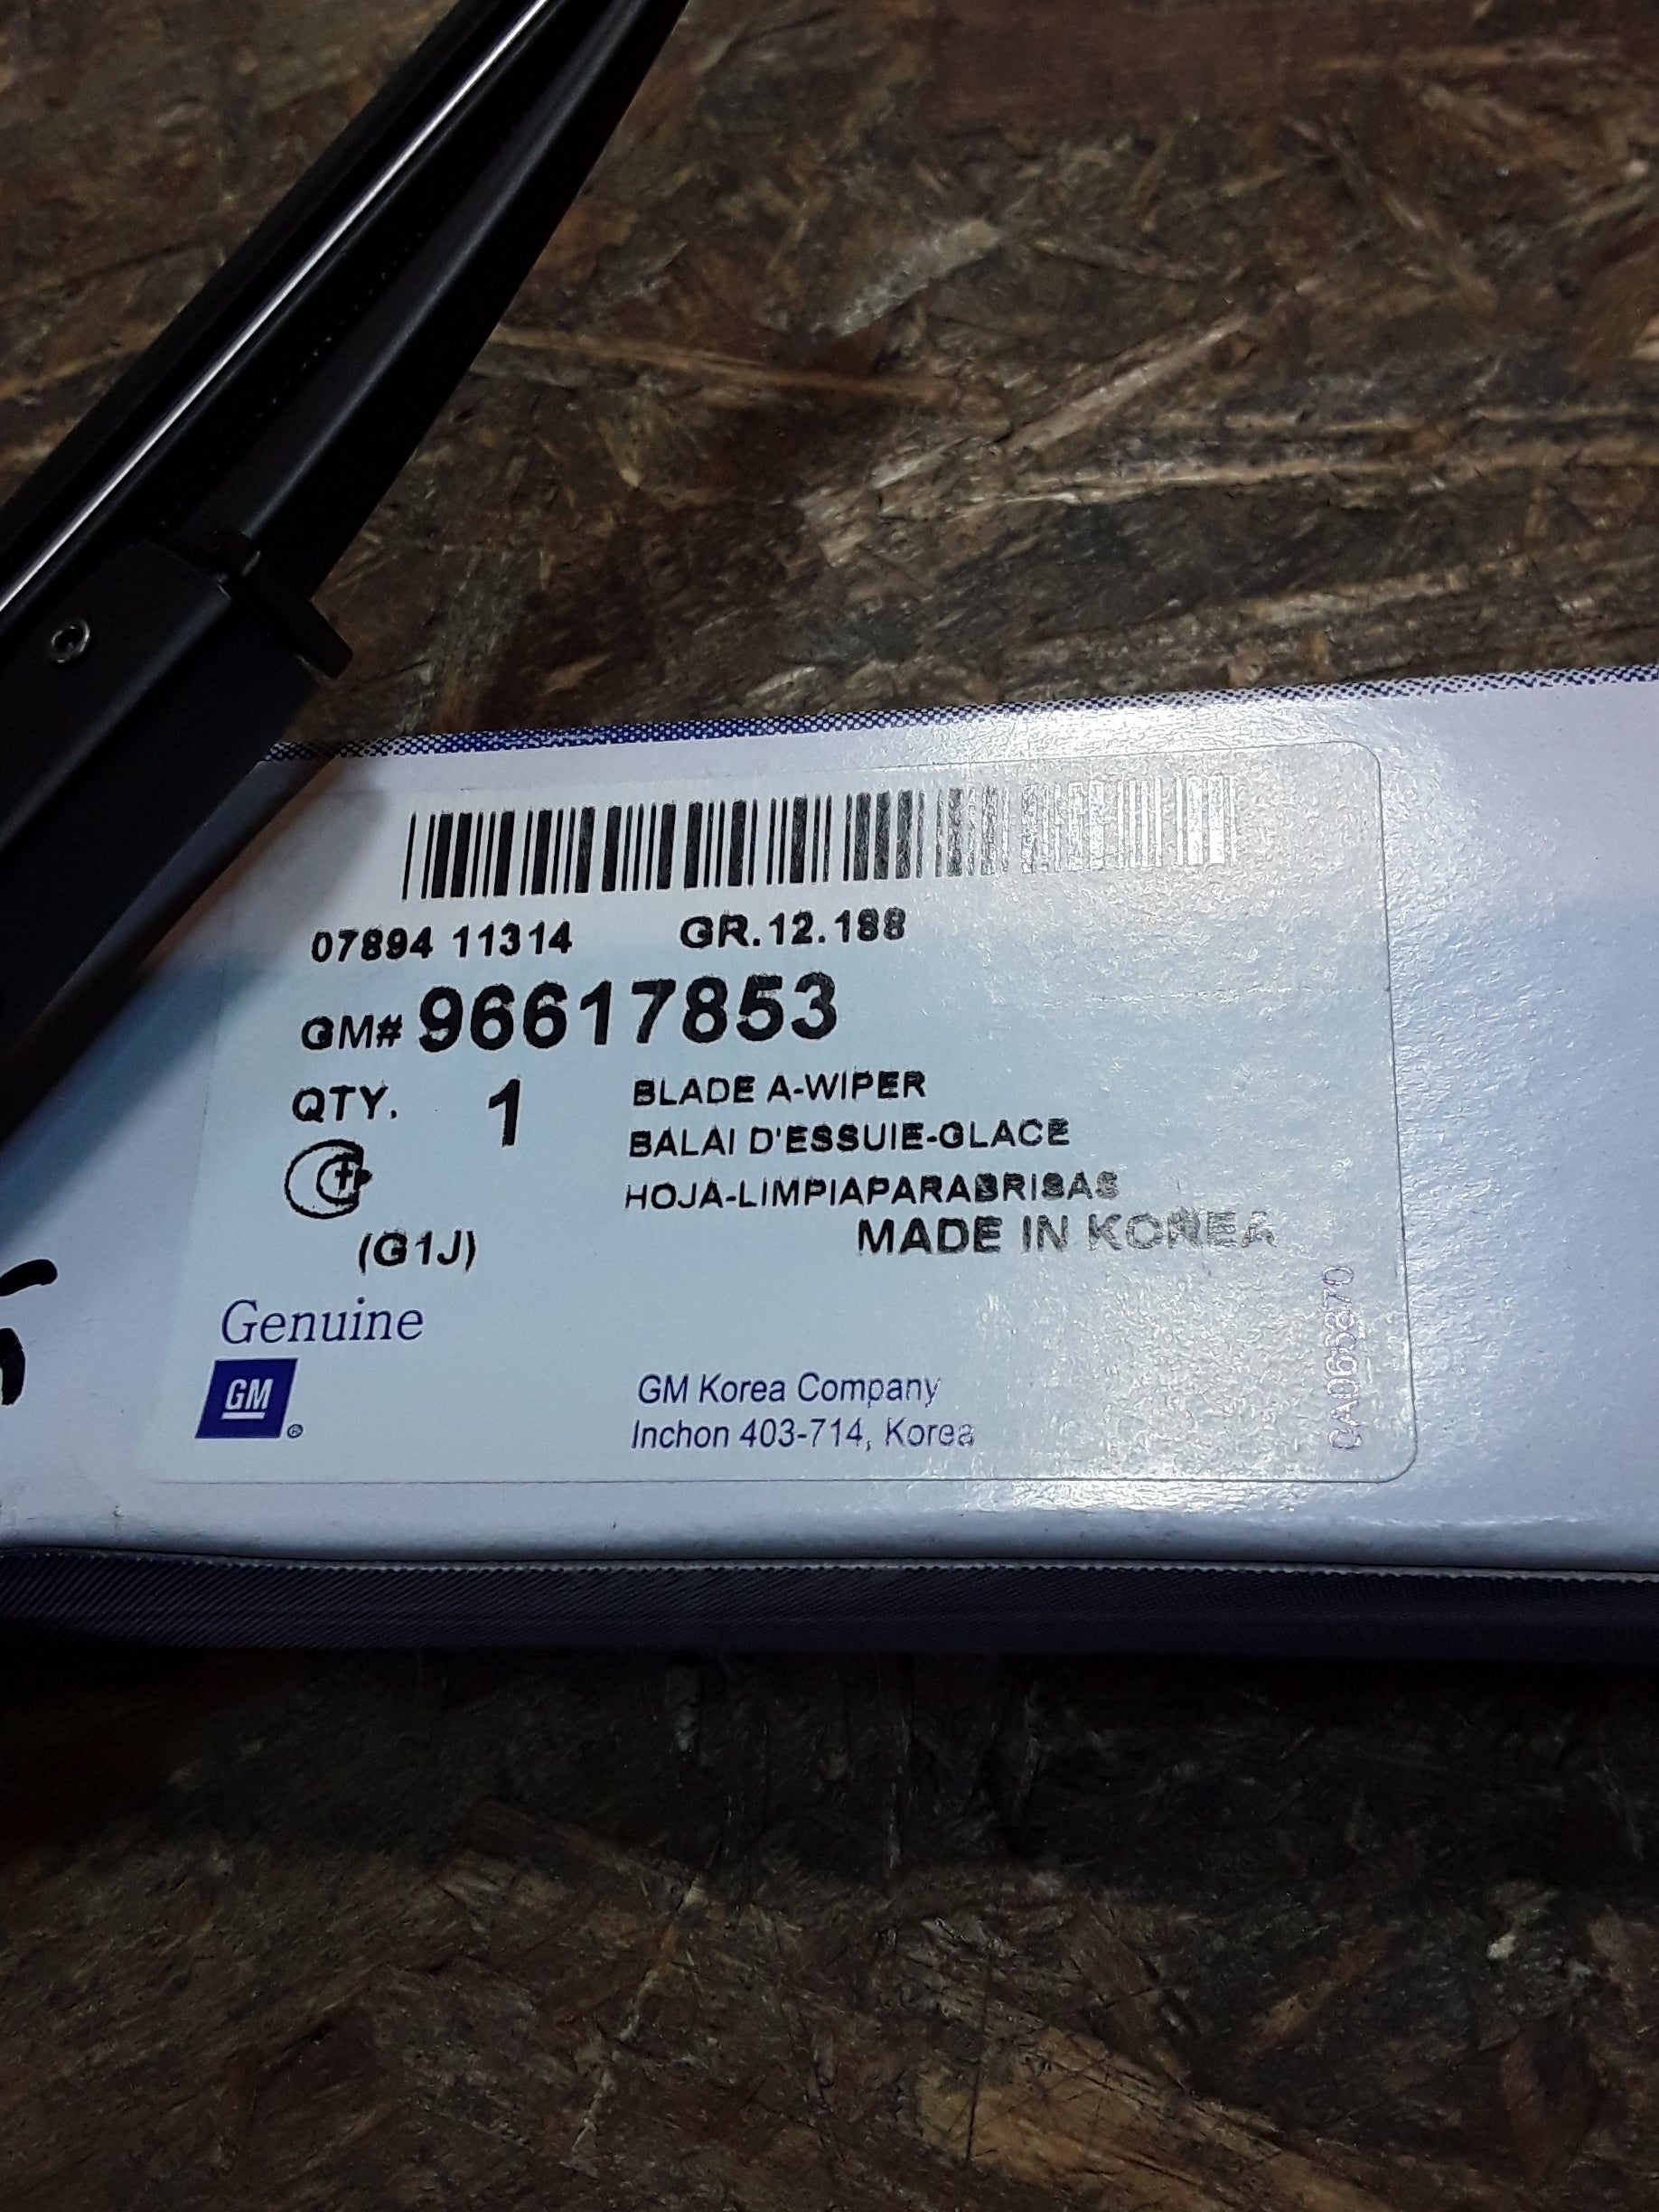 07894 11314 GR.12.188
GM# 96617853
QTY. 1 BLADE A-WIPER
BALAI D'ESSUIE-GLACE
HOJA-LIMPIAPARABRISAS
MADE IN KOREA
(G1J)
Genuine
GM
GM Korea Company
Inchon 403-714, Korea